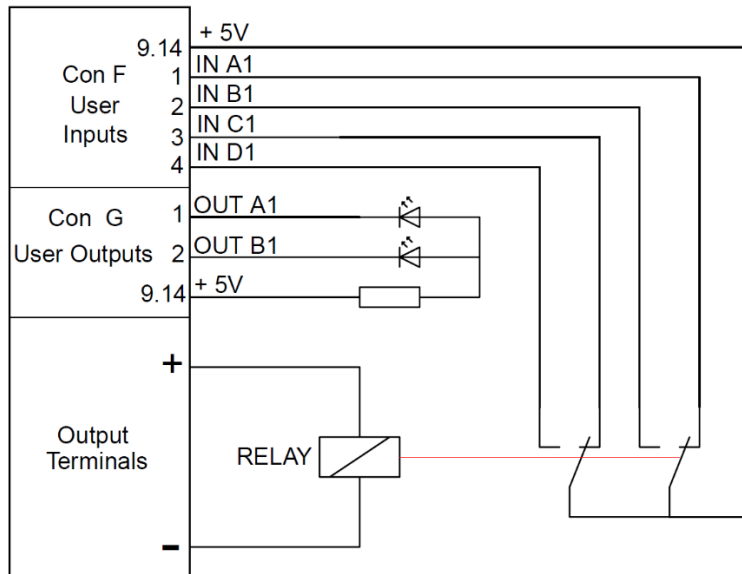 + 5V
9.14
IN A1
Con F
1
User
IN B1
2
Inputs
IN C1
3
IN D1
4
Con G
1
OUT A1
User Outputs
2
OUT B1
9.14
+ 5V
+
Output
Terminals
RELAY
-